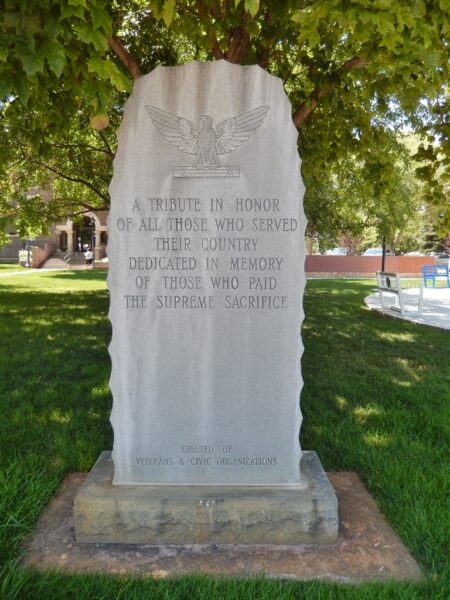 A TRIBUTE IN HONOR
OF ALL THOSE WHO SERVED
THEIR COUNTRY
DEDICATED IN MEMORY
OF THOSE WHO PAID
THE SUPREME SACRIFICE
ERECTED BY
VETERANS & CIVIC ORGANIZATIONS